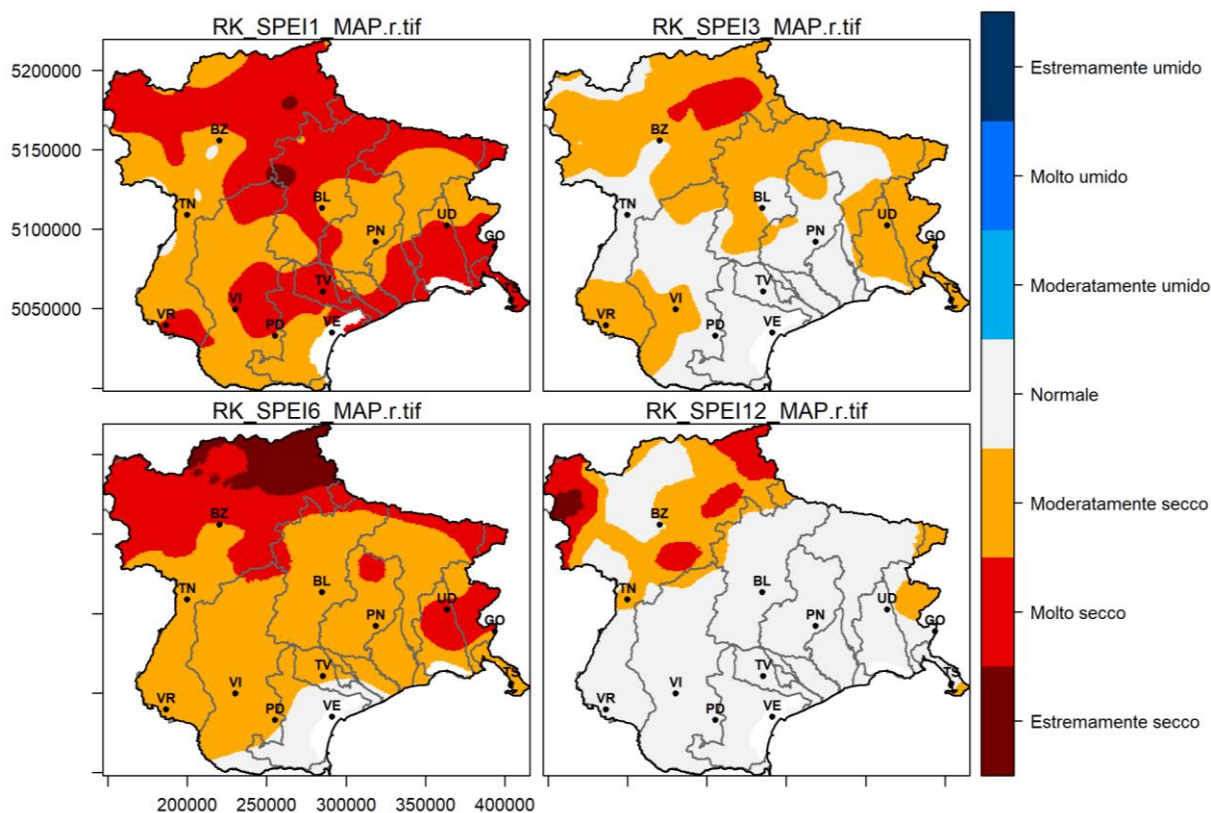 RK_SPEI1_MAP.r.tif
RK_SPEI3_MAP.r.tif
5200000
5150000
5100000
5050000
BZ
TN
BL
PN
UD
GO
TS
TV
VI
VR
PD
VE
BZ
TN
BL
PN
UD
GO
TS
TV
VI
VR
PD
VE
RK_SPEI6_MAP.r.tif
RK_SPEI12_MAP.r.tif
BZ
TN
BL
PN
UD
GO
TS
TV
VI
VR
PD
VE
BZ
TN
BL
PN
UD
GO
TS
TV
VI
VR
PD
VE
200000 250000 300000 350000 400000
Estremamente umido
Molto umido
Moderatamente umido
Normale
Moderatamente secco
Molto secco
Estremamente secco